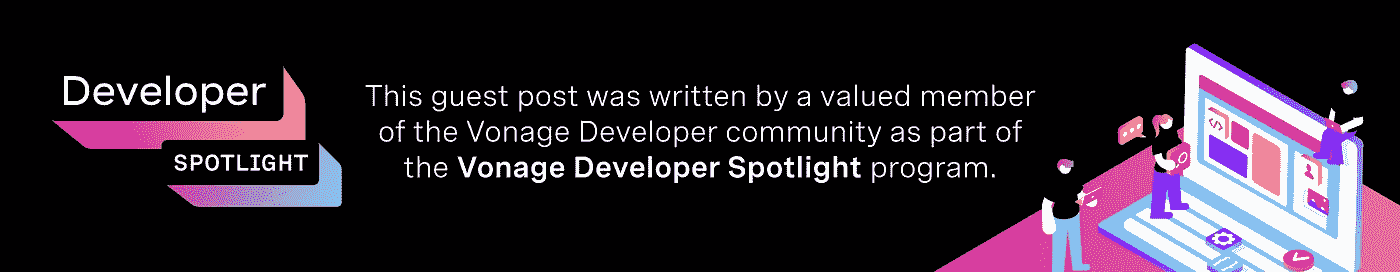 Developer
SPOTLIGHT
This guest post was written by a valued member
of the Vonage Developer community as part of
the Vonage Developer Spotlight program.